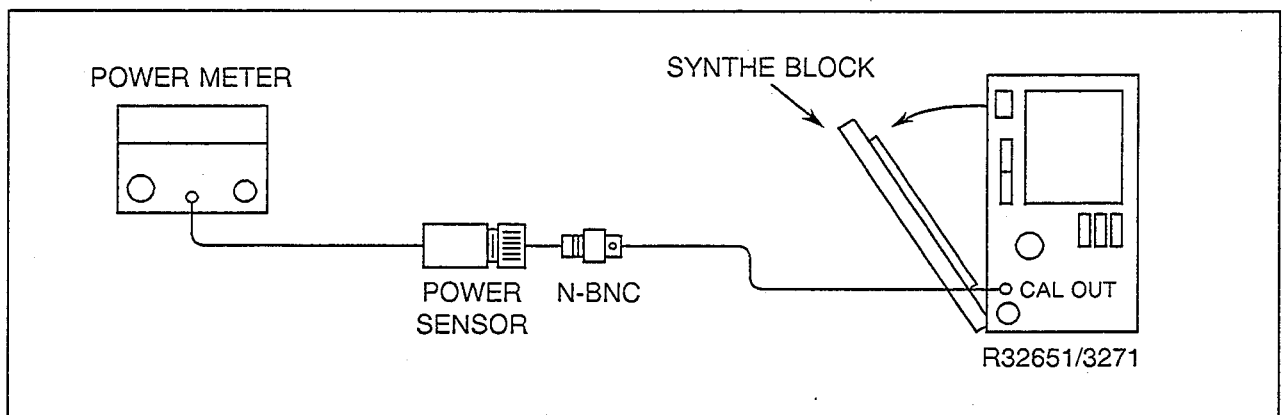 POWER METER
SYNTHE BLOCK
POWER
SENSOR
N-BNC
CAL OUT
R32651/3271